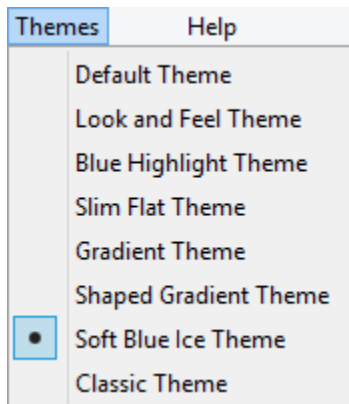 Themes Help
Default Theme
Look and Feel Theme
Blue Highlight Theme
Slim Flat Theme
Gradient Theme
Shaped Gradient Theme
Soft Blue Ice Theme
Classic Theme